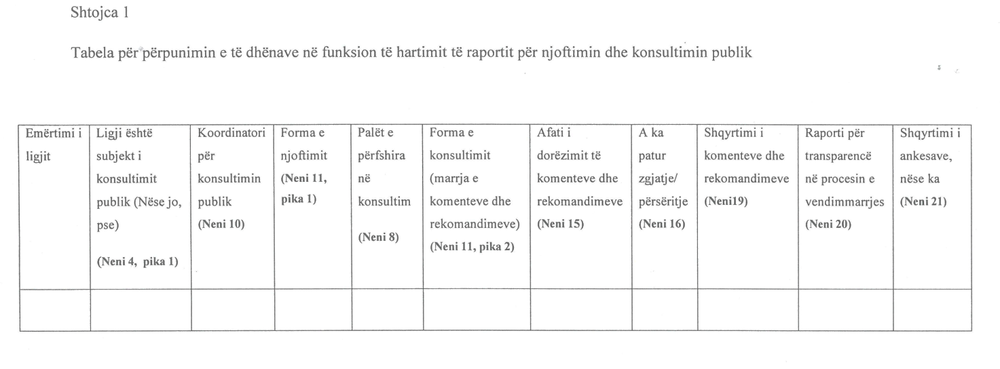 Shtojca 1
Tabela për përpunimin e të dhënave në funksion të hartimit të raportit për njoftimin dhe konsultimin publik
Emërtimi i
ligjit
Ligji është
subjekt i
konsultimit
publik (Nëse jo,
pse)
(Neni 4, pika 1)
Koordinatori
për
konsultimin
publik
(Neni 10)
Forma e
njoftimit
(Neni 11,
pika 1)
Palët e
përfshira
në
konsultim
(Neni 8)
Forma e
konsultimit
(marrja e
komenteve dhe
rekomandimeve)
(Neni 11, pika 2)
Afati i
dorëzimit të
komenteve dhe
rekomandimeve
(Neni 15)
A ka
patur
zgjatje/
përsëritje
(Neni 16)
Shqyrtimi i
komenteve dhe
rekomandimeve
(Neni19)
Raporti për
transparencë
në procesin e
vendimmarrjes
(Neni 20)
Shqyrtimi i
ankesave,
nëse ka
(Neni 21)